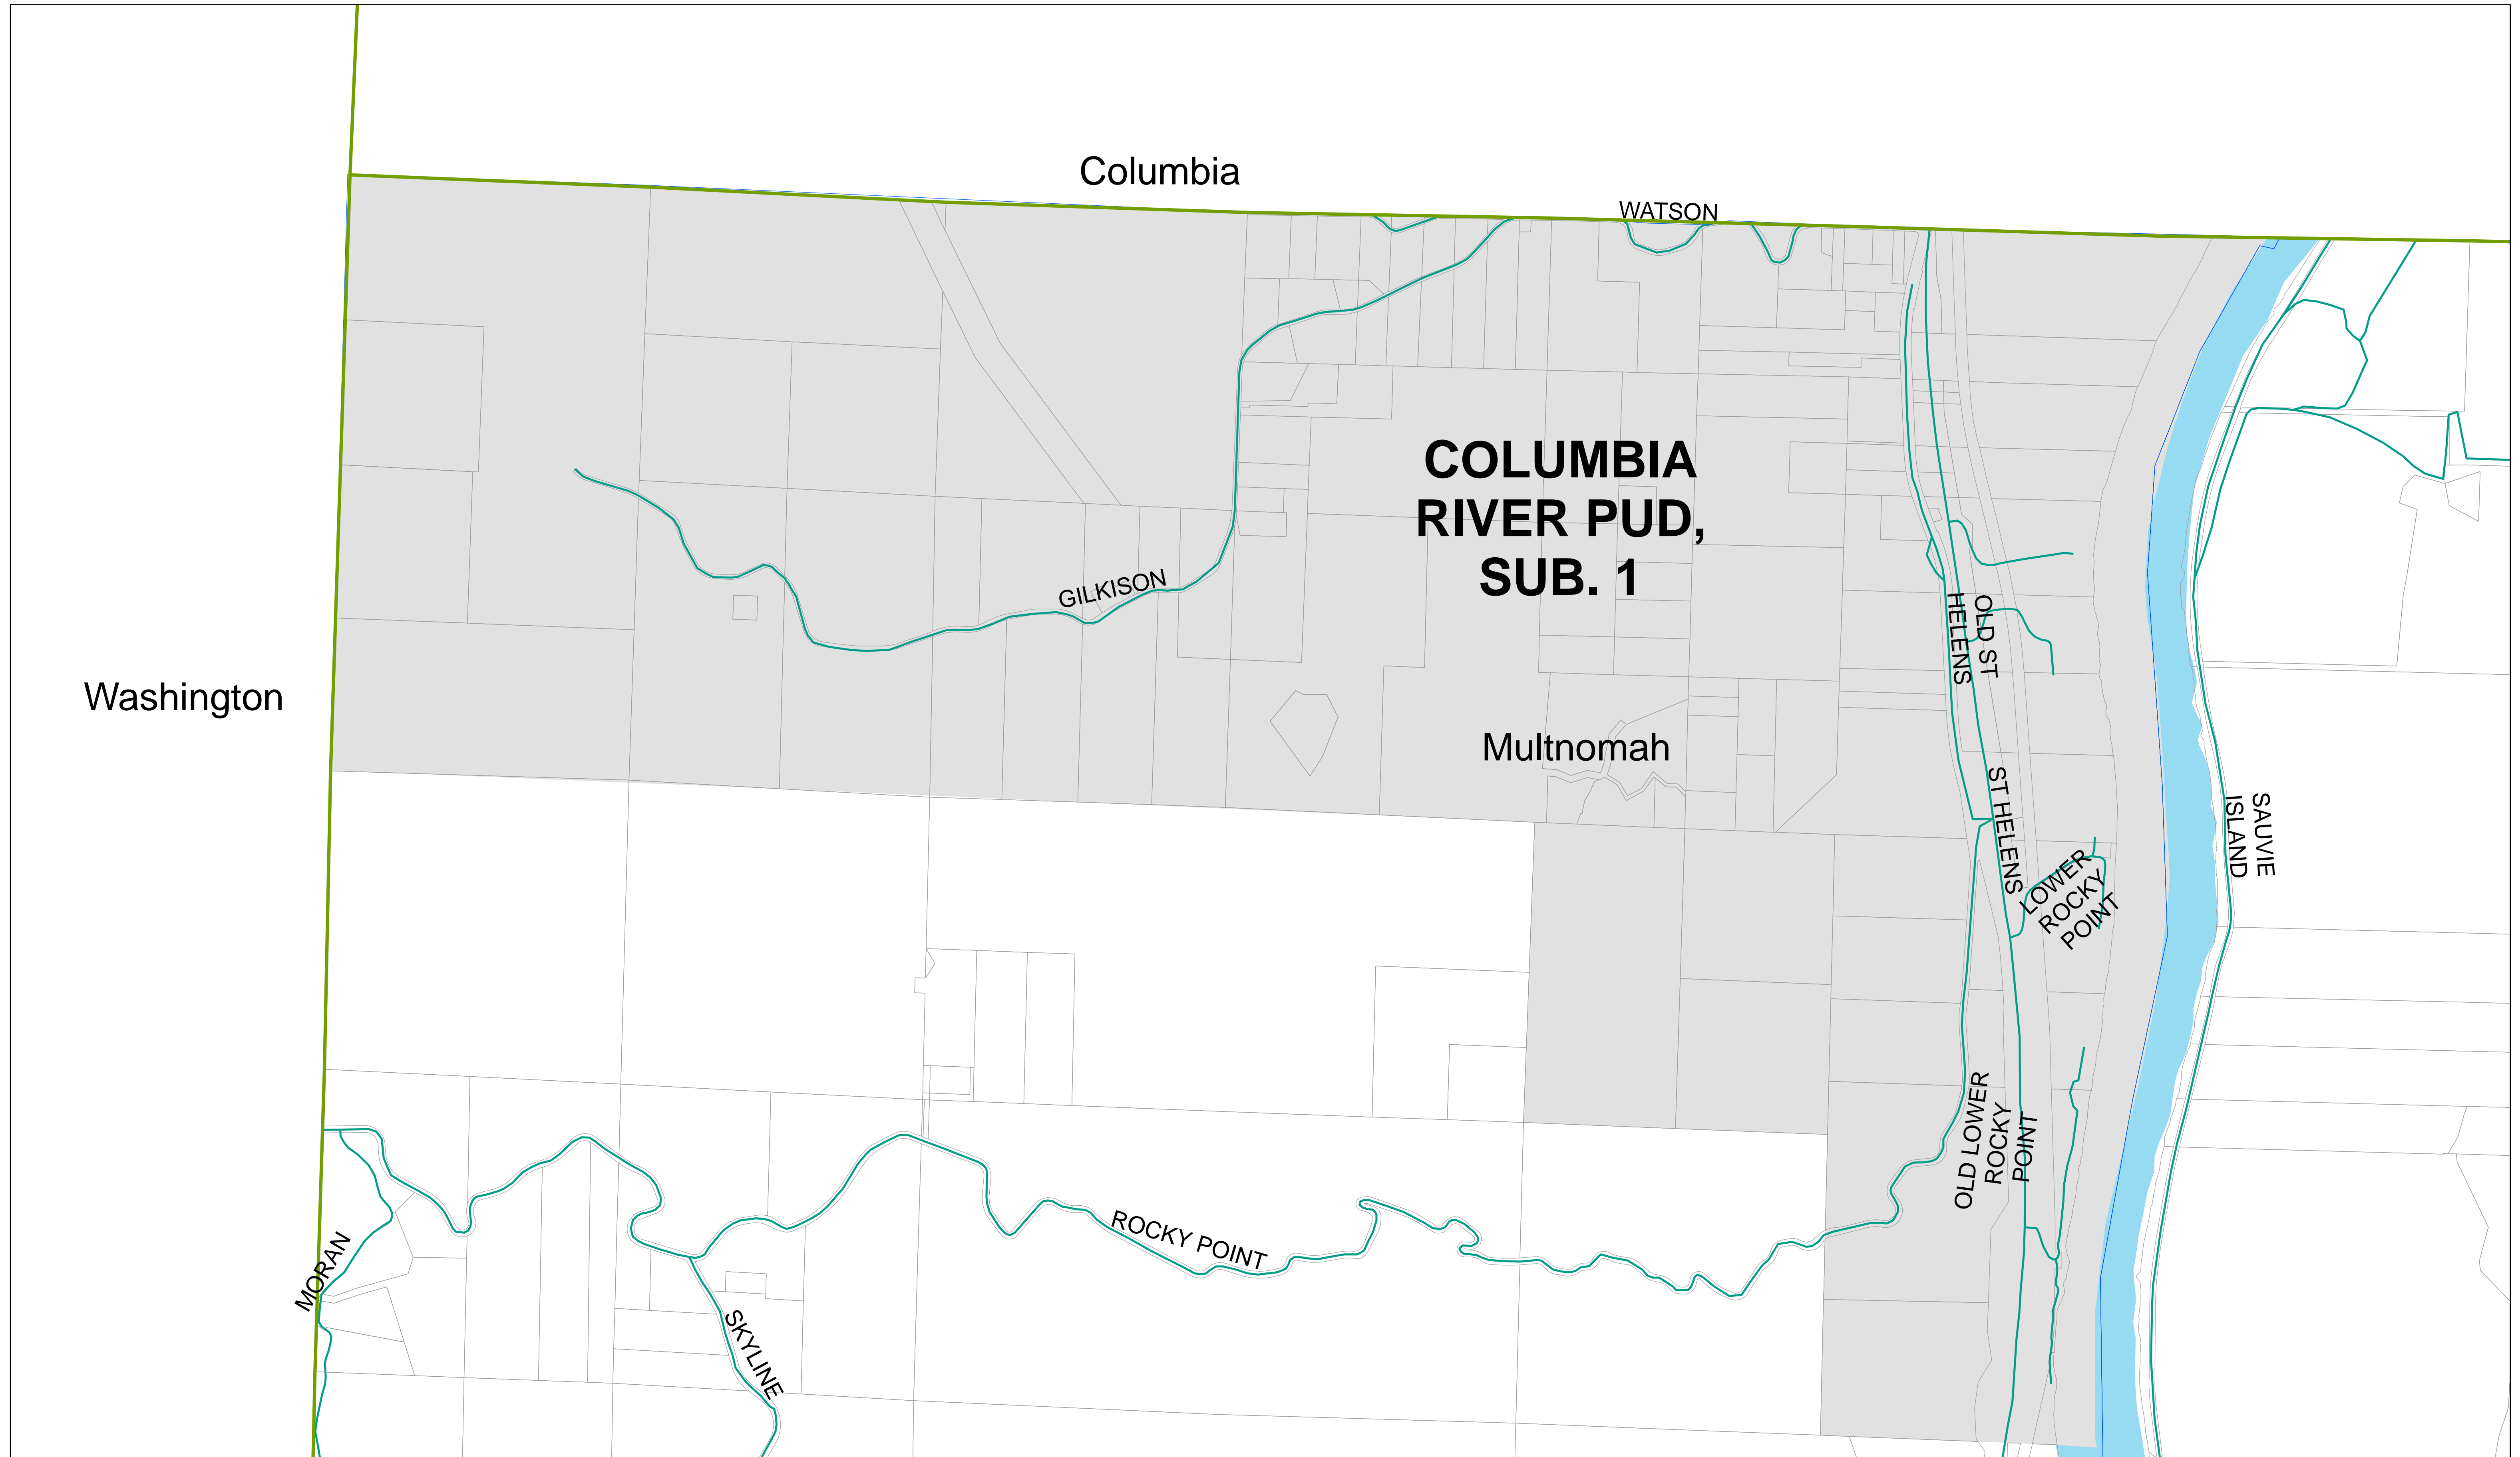 Columbia
WATSON
COLUMBIA
RIVER PUD,
SUB. 1
GILKISON
OLD ST
HELENS
Washington
Multnomah
ST HELENS
SAUVIE
ISLAND
LOWER
ROCKY
POINT
OLD LOWER
ROCKY
POINT
ROCKY POINT
MORAN
SKYLINE